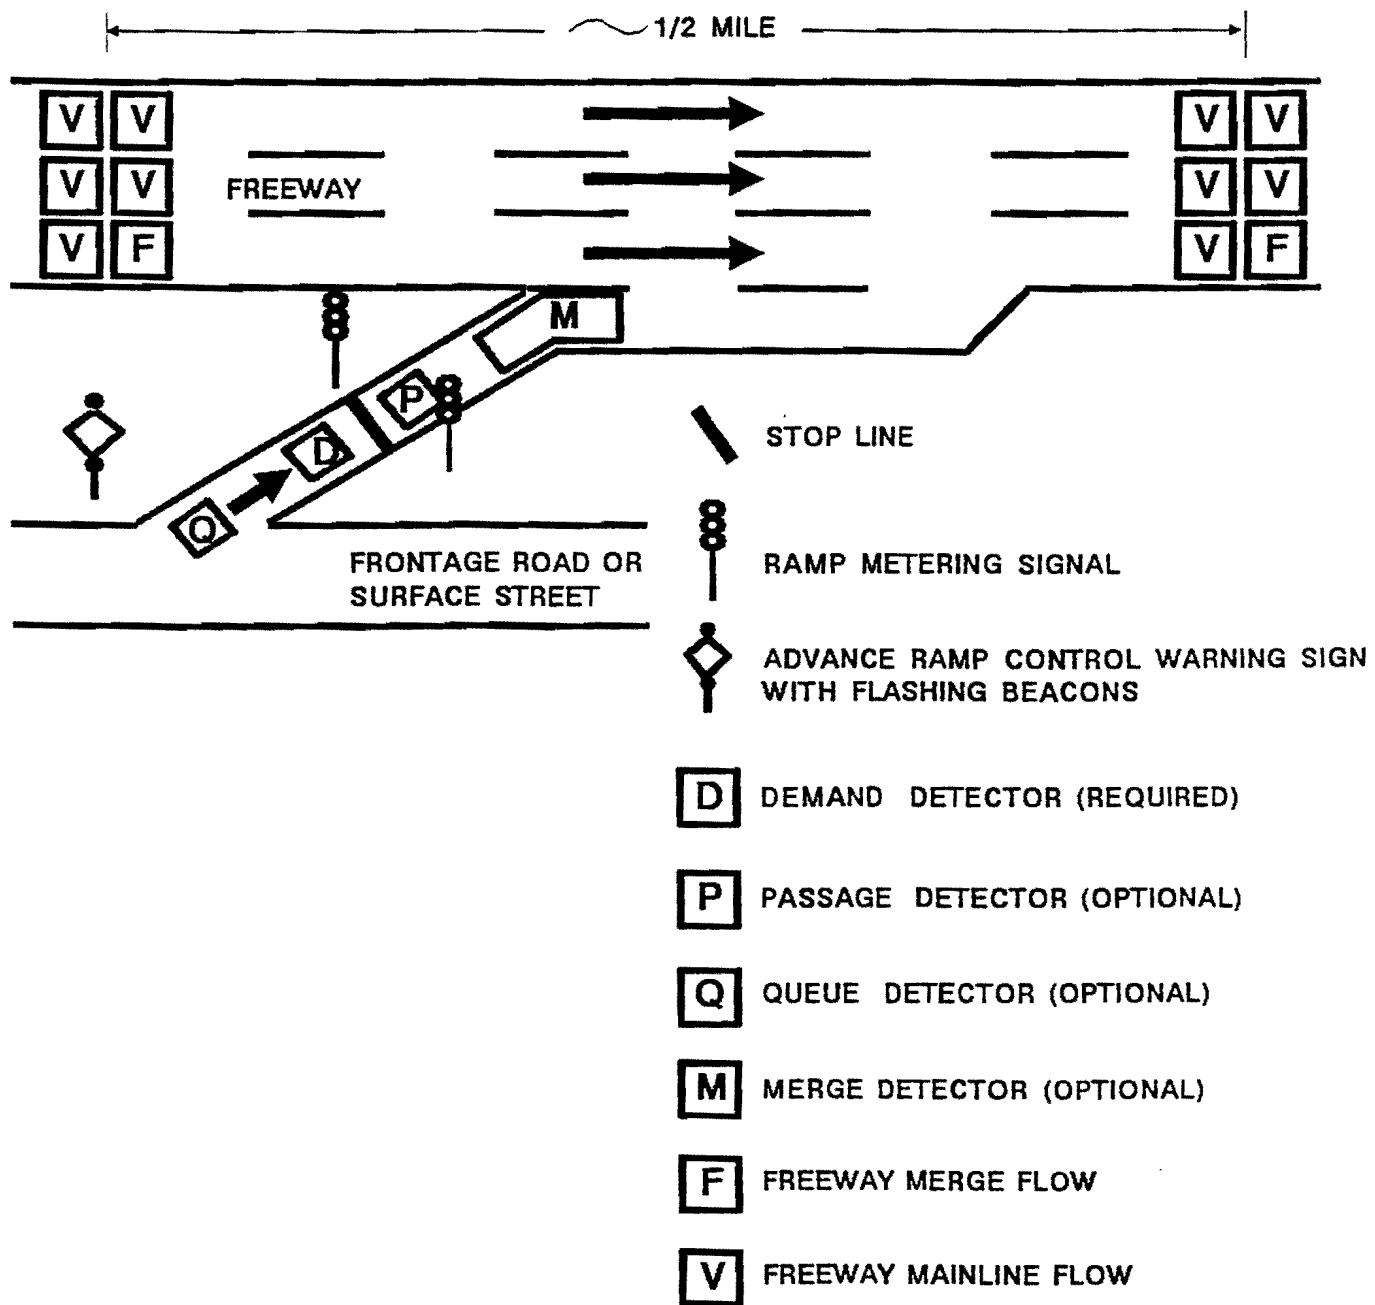 1/2 MILE
V V V V
V V FREEWAY V V
V F V F
M
P
D
Q
STOP LINE
FRONTAGE ROAD OR
SURFACE STREET
RAMP METERING SIGNAL
ADVANCE RAMP CONTROL WARNING SIGN
WITH FLASHING BEACONS
D DEMAND DETECTOR (REQUIRED)
P PASSAGE DETECTOR (OPTIONAL)
Q QUEUE DETECTOR (OPTIONAL)
M MERGE DETECTOR (OPTIONAL)
F FREEWAY MERGE FLOW
V FREEWAY MAINLINE FLOW